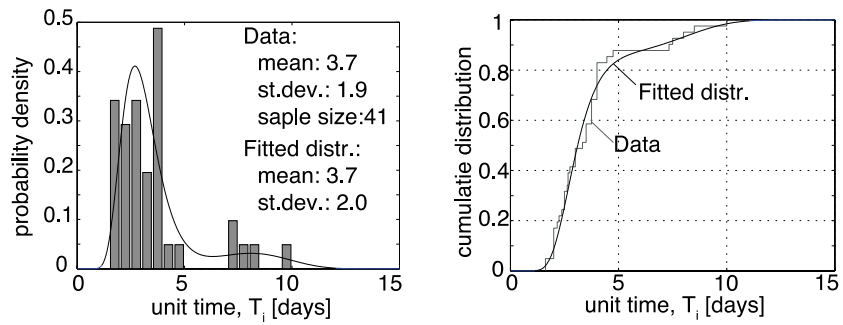 0.5
0.4
0.3
0.2
0.1
0
0
5
10
15
probability density
unit time, T_i [days]
Data:
mean: 3.7
st.dev.: 1.9
saple size:41
Fitted distr.:
mean: 3.7
st.dev.: 2.0
1
0.8
0.6
0.4
0.2
0
0
5
10
15
cumulatie distribution
unit time, T_i [days]
Fitted distr.
Data